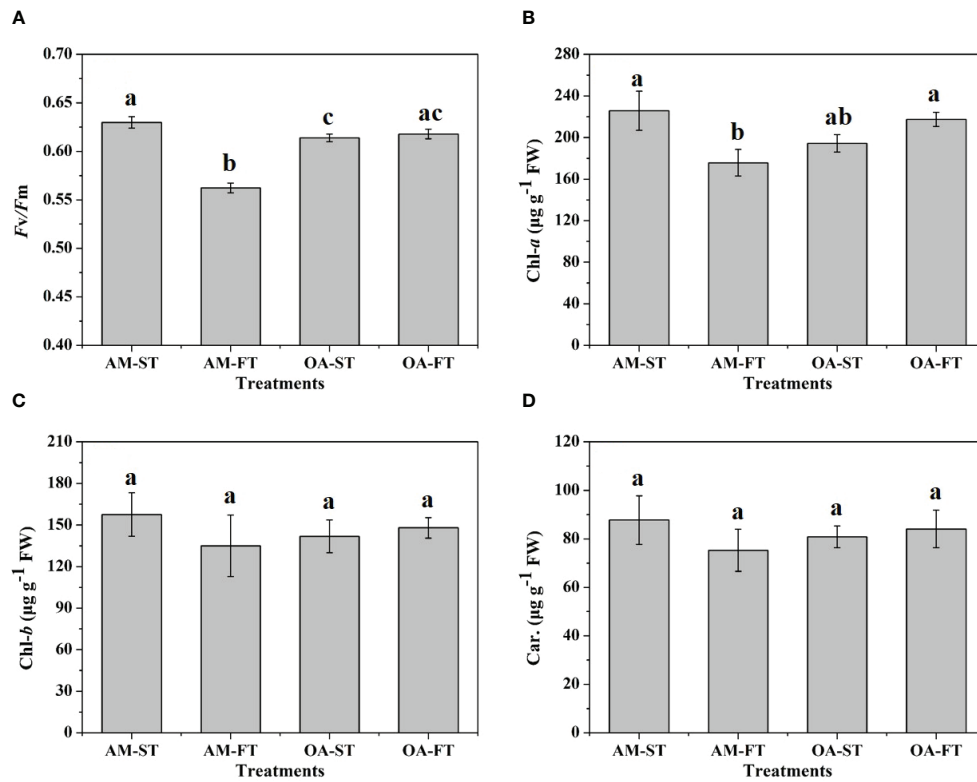 A
Fv/Fm
0.70
0.65
0.60
0.55
0.50
0.45
0.40
a
b
c
ac
AM-ST AM-FT OA-ST OA-FT
Treatments
B
Chl-a (µg g⁻¹ FW)
280
240
200
160
120
80
40
0
a
b
ab
a
AM-ST AM-FT OA-ST OA-FT
Treatments
C
Chl-b (µg g⁻¹ FW)
210
180
150
120
90
60
30
0
a
a
a
a
AM-ST AM-FT OA-ST OA-FT
Treatments
D
Car. (µg g⁻¹ FW)
120
100
80
60
40
20
0
a
a
a
a
AM-ST AM-FT OA-ST OA-FT
Treatments